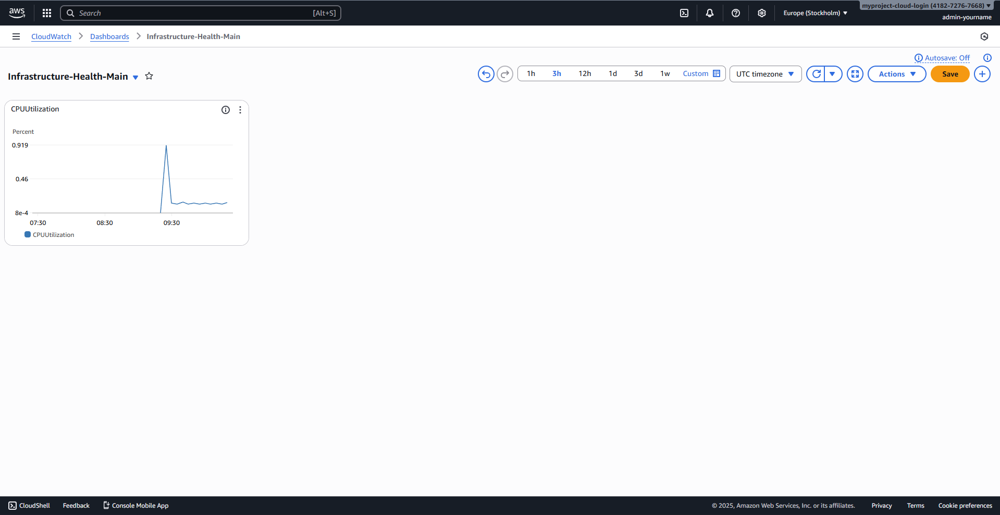 aws
Search [Alt+S]
Europe (Stockholm)
myproject-cloud-login (4182-7276-7668)
admin-yourname
CloudWatch
Dashboards
Infrastructure-Health-Main
Autosave: Off
Infrastructure-Health-Main
1h 3h 12h 1d 3d 1w Custom
UTC timezone
Actions
Save
CPUUtilization
Percent
0.919
0.46
8e-4
07:30 08:30 09:30
CPUUtilization
CloudShell Feedback Console Mobile App © 2025, Amazon Web Services, Inc. or its affiliates. Privacy Terms Cookie preferences